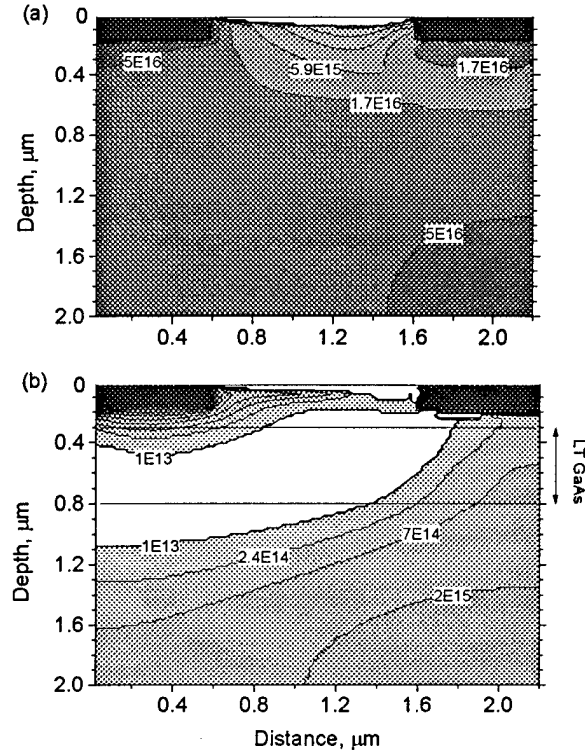 (a)
0
0.4
0.8
1.2
1.6
2.0
Depth, μm
5E16
5.9E15
1.7E16
1.7E16
5E16
0.4
0.8
1.2
1.6
2.0
(b)
0
0.4
0.8
1.2
1.6
2.0
Depth, μm
1E13
1E13
2.4E14
7E14
2E15
LT GaAs
0.4
0.8
1.2
1.6
2.0
Distance, μm